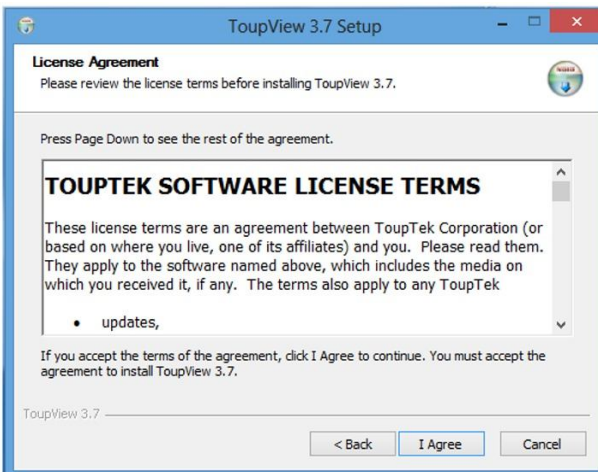 ToupView 3.7 Setup
License Agreement
Please review the license terms before installing ToupView 3.7.
Press Page Down to see the rest of the agreement.
TOUPTEK SOFTWARE LICENSE TERMS
These license terms are an agreement between ToupTek Corporation (or
based on where you live, one of its affiliates) and you. Please read them.
They apply to the software named above, which includes the media on
which you received it, if any. The terms also apply to any ToupTek
• updates,
If you accept the terms of the agreement, click I Agree to continue. You must accept the
agreement to install ToupView 3.7.
ToupView 3.7
< Back I Agree Cancel